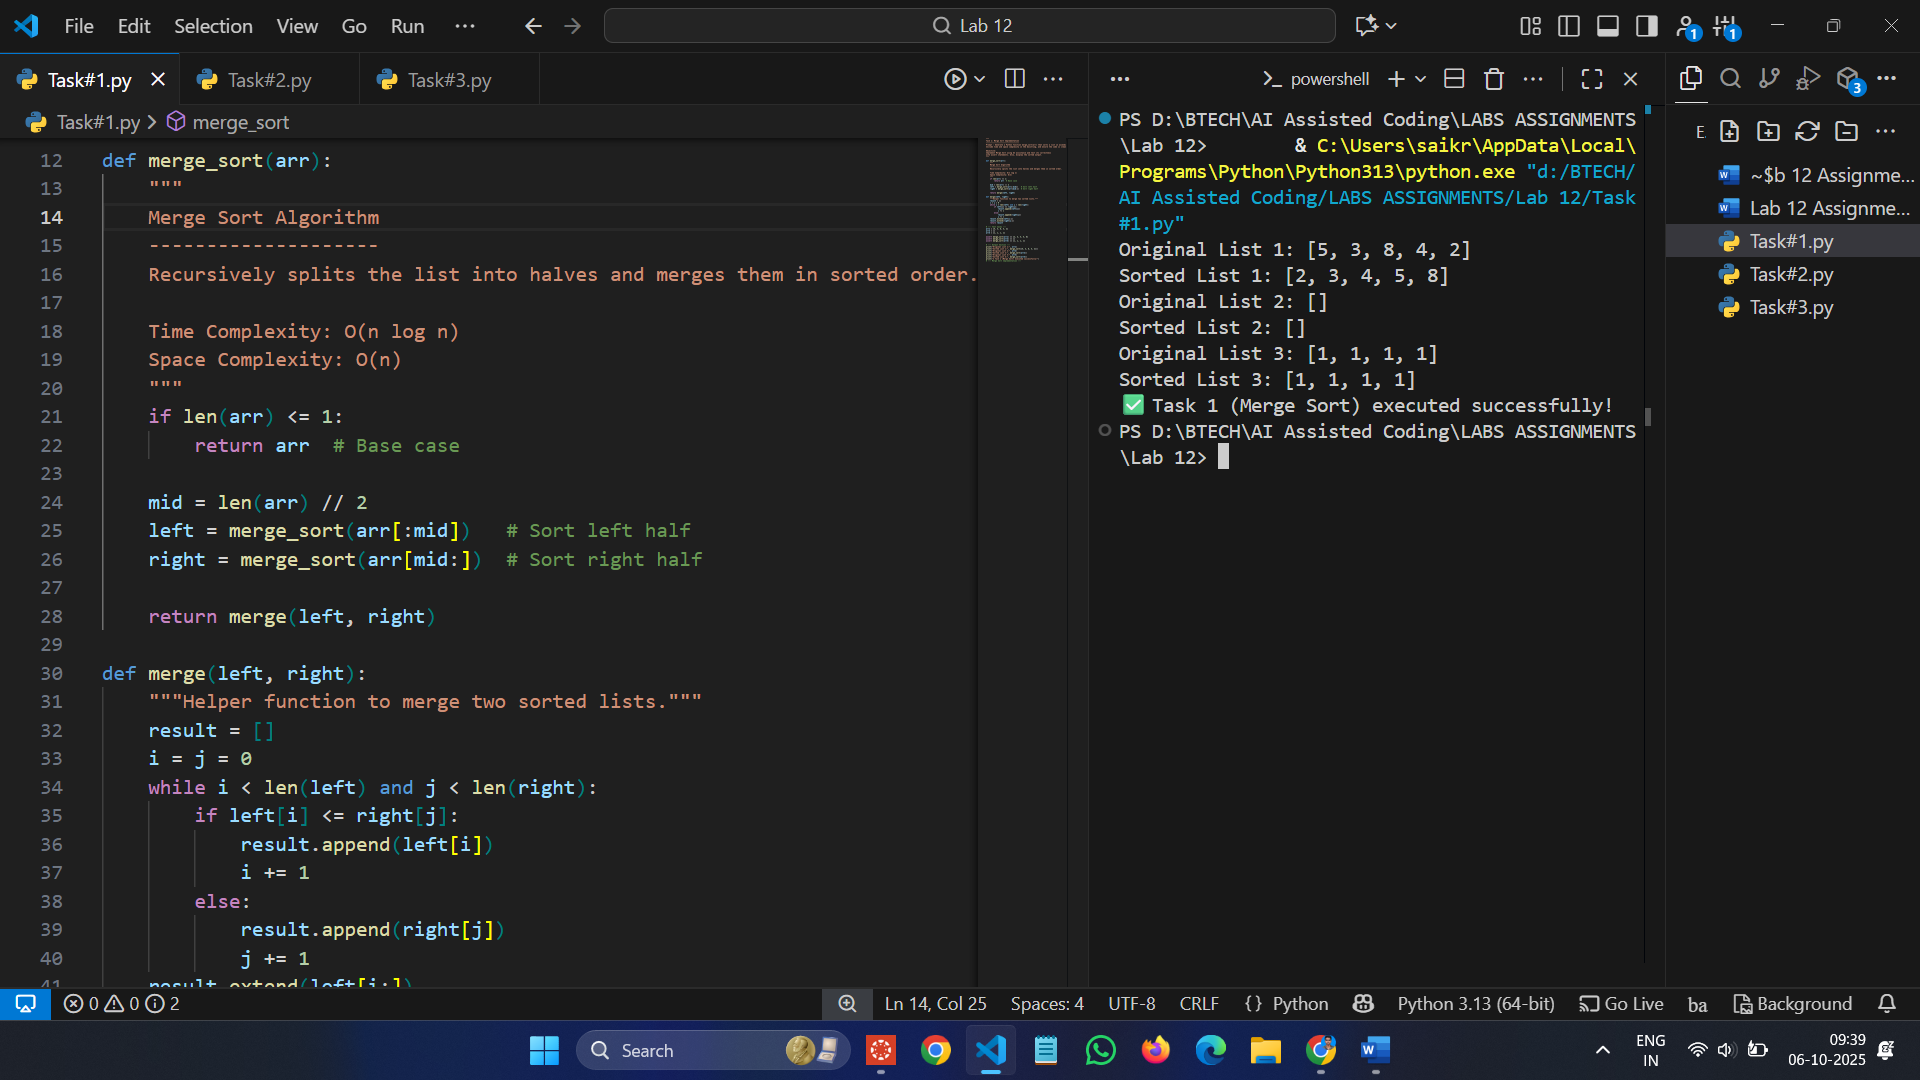 File Edit Selection View Go Run ···
Lab 12
Task#1.py
Task#2.py
Task#3.py
Task#1.py > merge_sort
12 def merge_sort(arr):
13 """
14 Merge Sort Algorithm
15 --------------------
16 Recursively splits the list into halves and merges them in sorted order.
17
18 Time Complexity: O(n log n)
19 Space Complexity: O(n)
20 """
21 if len(arr) <= 1:
22 return arr  # Base case
23
24 mid = len(arr) // 2
25 left = merge_sort(arr[:mid])   # Sort left half
26 right = merge_sort(arr[mid:])  # Sort right half
27
28 return merge(left, right)
29
30 def merge(left, right):
31 """Helper function to merge two sorted lists."""
32 result = []
33 i = j = 0
34 while i < len(left) and j < len(right):
35 if left[i] <= right[j]:
36 result.append(left[i])
37 i += 1
38 else:
39 result.append(right[j])
40 j += 1
41 result.extend(left[i:])
powershell
PS D:\BTECH\AI Assisted Coding\LABS ASSIGNMENTS
\Lab 12>        & C:\Users\saikr\AppData\Local\
Programs\Python\Python313\python.exe "d:/BTECH/
AI Assisted Coding/LABS ASSIGNMENTS/Lab 12/Task
#1.py"
Original List 1: [5, 3, 8, 4, 2]
Sorted List 1: [2, 3, 4, 5, 8]
Original List 2: []
Sorted List 2: []
Original List 3: [1, 1, 1, 1]
Sorted List 3: [1, 1, 1, 1]
✅ Task 1 (Merge Sort) executed successfully!
PS D:\BTECH\AI Assisted Coding\LABS ASSIGNMENTS
\Lab 12>
1
1
3
E
~$b 12 Assignme...
Lab 12 Assignme...
Task#1.py
Task#2.py
Task#3.py
0 0 2
Ln 14, Col 25
Spaces: 4
UTF-8
CRLF
{} Python
Python 3.13 (64-bit)
Go Live
ba
Background
Search
ENG
IN
09:39
06-10-2025